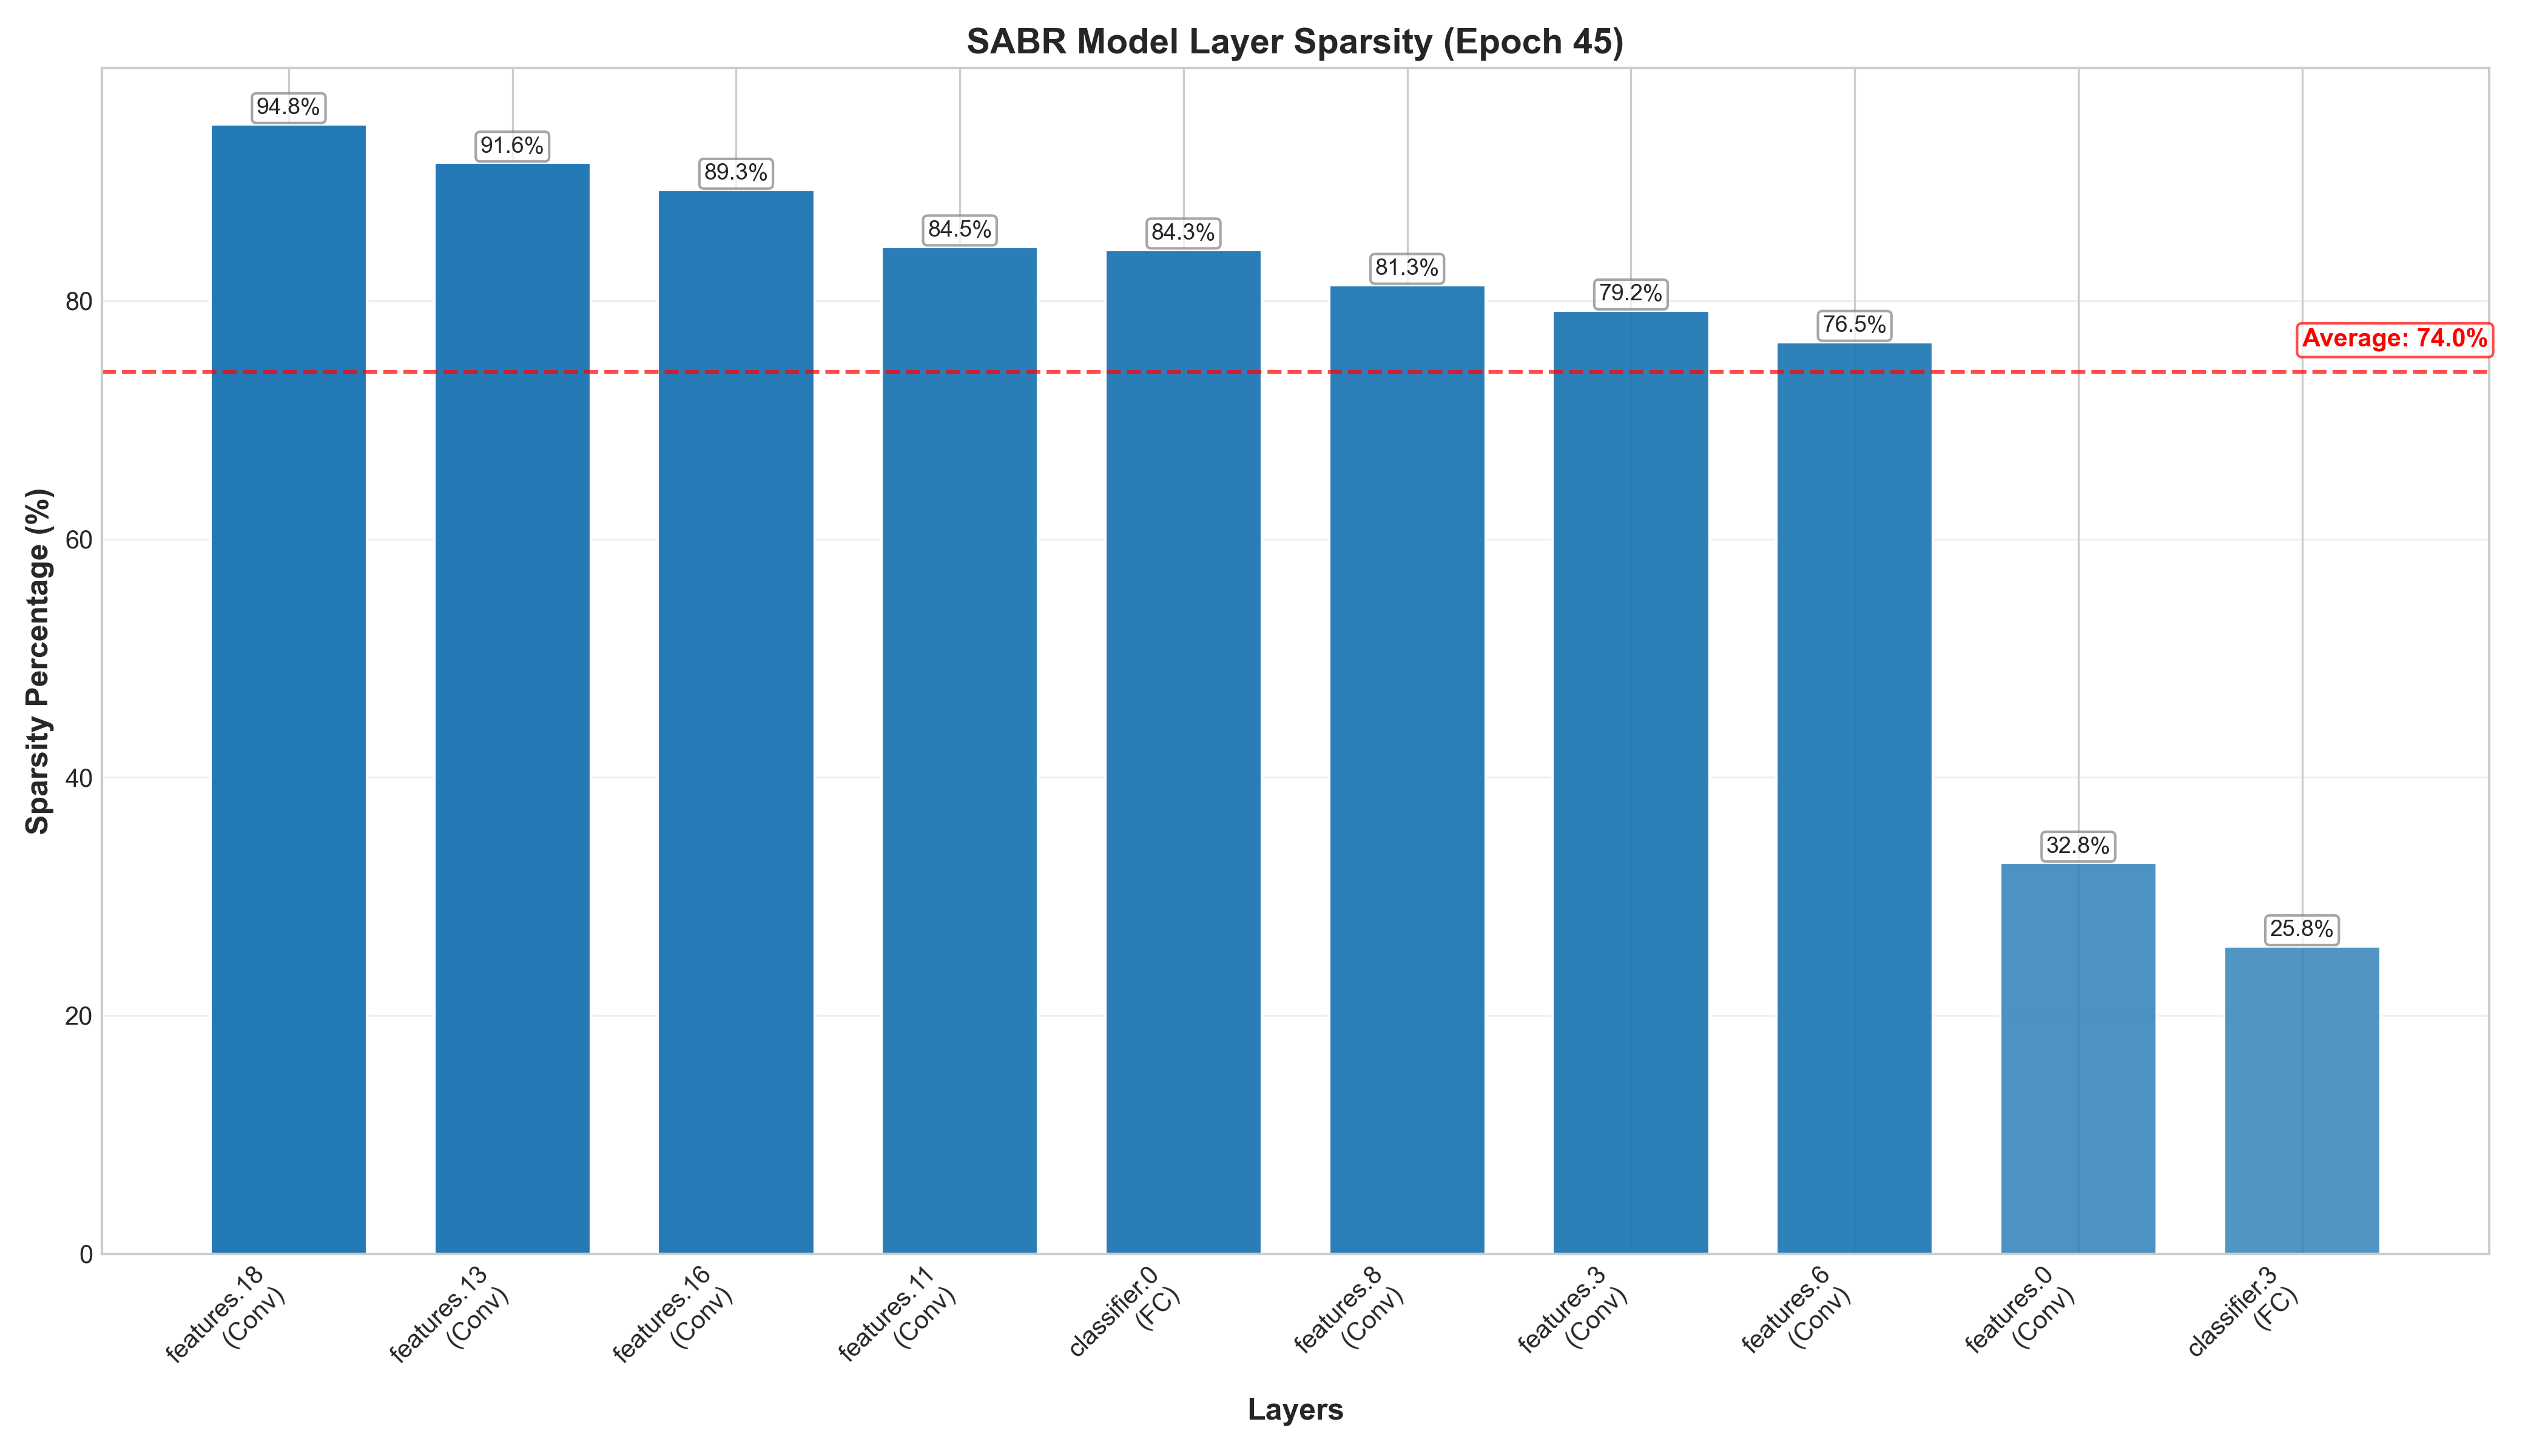 SABR Model Layer Sparsity (Epoch 45)
94.8%
91.6%
89.3%
84.5%
84.3%
81.3%
79.2%
76.5%
32.8%
25.8%
Average: 74.0%
Sparsity Percentage (%)
80
60
40
20
0
features.18
(Conv)
features.13
(Conv)
features.16
(Conv)
features.11
(Conv)
classifier.0
(FC)
features.8
(Conv)
features.3
(Conv)
features.6
(Conv)
features.0
(Conv)
classifier.3
(FC)
Layers